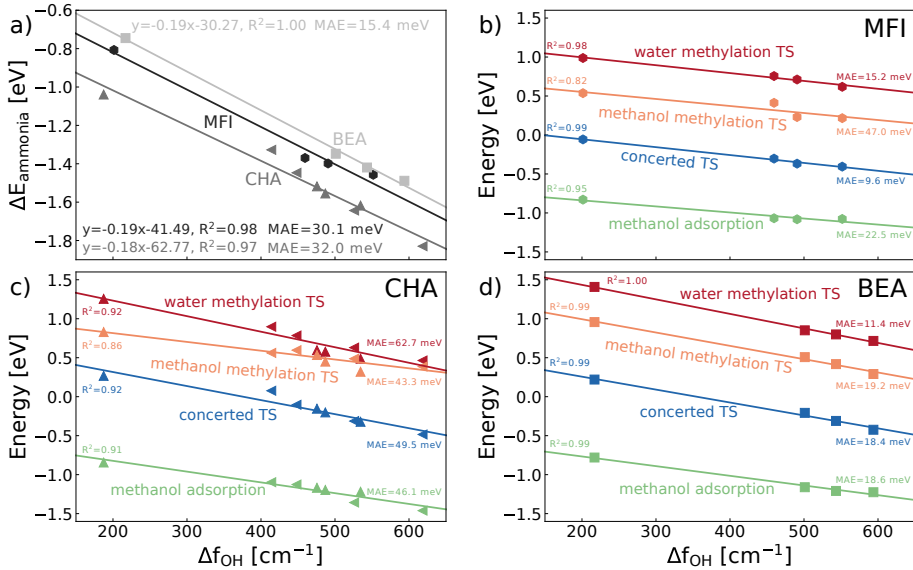 a)
ΔE_ammonia [eV]
−0.6
−0.8
−1.0
−1.2
−1.4
−1.6
−1.8
y=-0.19x-30.27, R²=1.00 MAE=15.4 meV
MFI
BEA
CHA
y=-0.19x-41.49, R²=0.98 MAE=30.1 meV
y=-0.18x-62.77, R²=0.97 MAE=32.0 meV
b)
MFI
Energy [eV]
1.5
1.0
0.5
0.0
−0.5
−1.0
−1.5
R²=0.98
water methylation TS
MAE=15.2 meV
R²=0.82
methanol methylation TS
MAE=47.0 meV
R²=0.99
concerted TS
MAE=9.6 meV
R²=0.95
methanol adsorption
MAE=22.5 meV
c)
CHA
Energy [eV]
1.5
1.0
0.5
0.0
−0.5
−1.0
−1.5
water methylation TS
R²=0.92
MAE=62.7 meV
R²=0.86
methanol methylation TS
MAE=43.3 meV
R²=0.92
concerted TS
MAE=49.5 meV
R²=0.91
methanol adsorption
MAE=46.1 meV
200
300
400
500
600
Δf_OH [cm⁻¹]
d)
BEA
Energy [eV]
1.5
1.0
0.5
0.0
−0.5
−1.0
−1.5
R²=1.00
water methylation TS
MAE=11.4 meV
R²=0.99
methanol methylation TS
MAE=19.2 meV
R²=0.99
concerted TS
MAE=18.4 meV
R²=0.99
methanol adsorption
MAE=18.6 meV
200
300
400
500
600
Δf_OH [cm⁻¹]